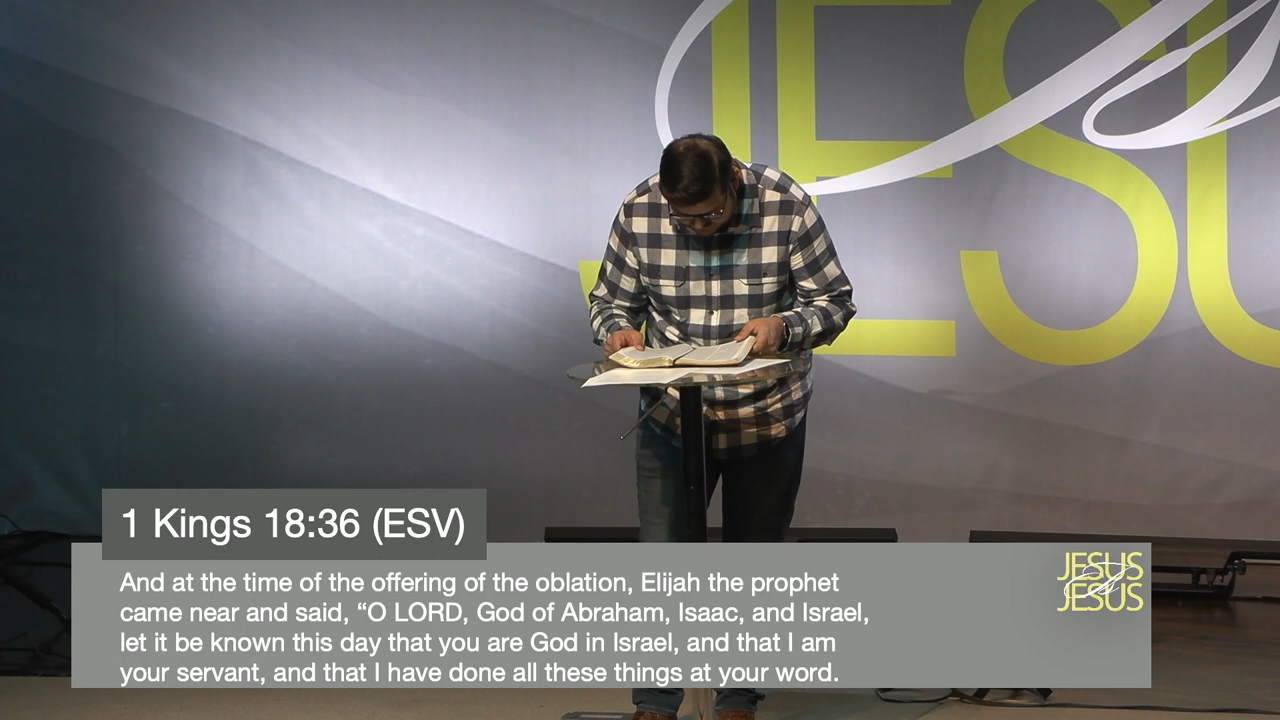 JESU
&
1 Kings 18:36 (ESV)
And at the time of the offering of the oblation, Elijah the prophet
came near and said, “O LORD, God of Abraham, Isaac, and Israel,
let it be known this day that you are God in Israel, and that I am
your servant, and that I have done all these things at your word.
JESUS
&
JESUS